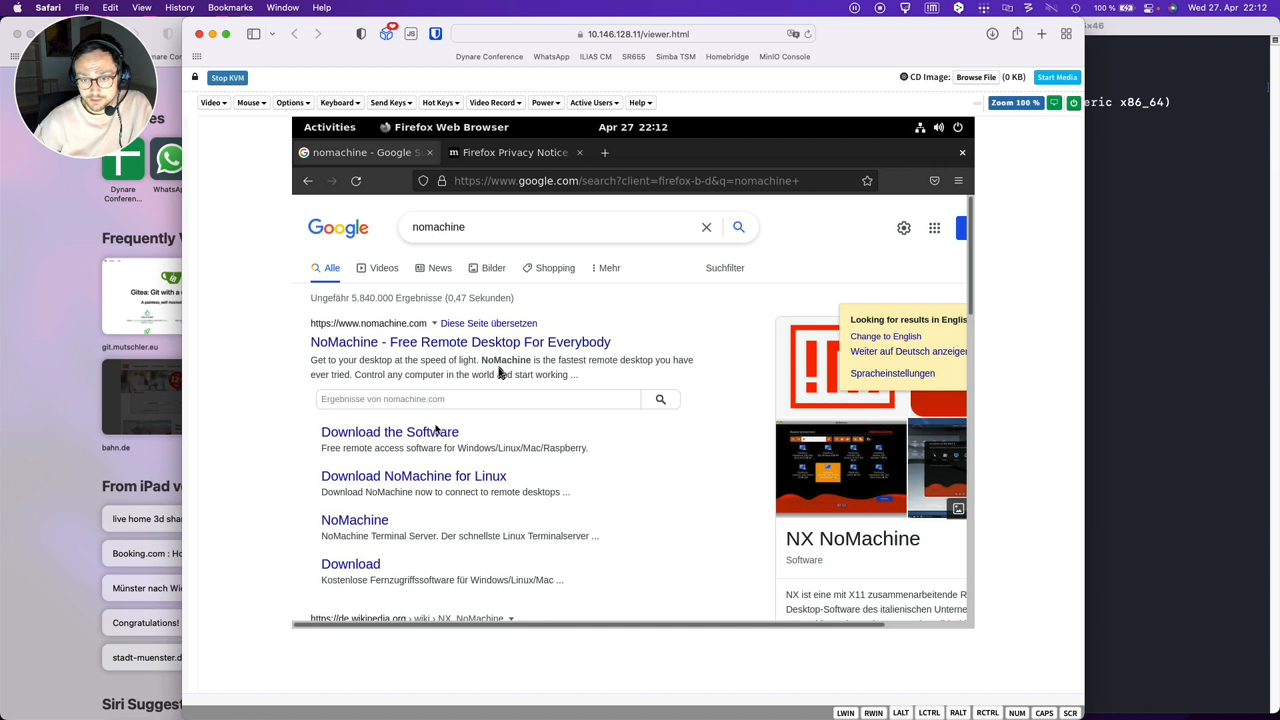 Safari File Edit View History Bookmarks Window Help
Wed 27. Apr 22:12
10.146.128.11/viewer.html
Dynare Conference WhatsApp ILIAS CM SR655 Simba TSM Homebridge MinIO Console
Stop KVM
CD Image: Browse File (0 KB) Start Media
Video Mouse Options Keyboard Send Keys Hot Keys Video Record Power Active Users Help
Zoom 100 %
eric x86_64)
×46
Activities Firefox Web Browser Apr 27 22:12
nomachine - Google S
Firefox Privacy Notice
https://www.google.com/search?client=firefox-b-d&q=nomachine+
Google
nomachine
Alle Videos News Bilder Shopping Mehr Suchfilter
Ungefähr 5.840.000 Ergebnisse (0,47 Sekunden)
https://www.nomachine.com Diese Seite übersetzen
NoMachine - Free Remote Desktop For Everybody
Get to your desktop at the speed of light. NoMachine is the fastest remote desktop you have
ever tried. Control any computer in the world and start working ...
Ergebnisse von nomachine.com
Download the Software
Free remote access software for Windows/Linux/Mac/Raspberry.
Download NoMachine for Linux
Download NoMachine now to connect to remote desktops ...
NoMachine
NoMachine Terminal Server. Der schnellste Linux Terminalserver ...
Download
Kostenlose Fernzugriffssoftware für Windows/Linux/Mac ...
https://de.wikipedia.org › wiki › NX_NoMachine
Looking for results in Englis
Change to English
Weiter auf Deutsch anzeigen
Spracheinstellungen
NX NoMachine
Software
NX ist eine mit X11 zusammenarbeitende R
Desktop-Software des italienischen Unterne
es
Dynare
Conferen...
WhatsA
Frequently V
Gitea: Git with a
A painless, self-hosted
git.mutschler.eu
bahn.de
From iPad vo
live home 3d sha
Booking.com : Ho
Münster nach Wi
Congratulations!
stadt-muenster.d
Siri Suggest
LWIN RWIN LALT LCTRL RALT RCTRL NUM CAPS SCR